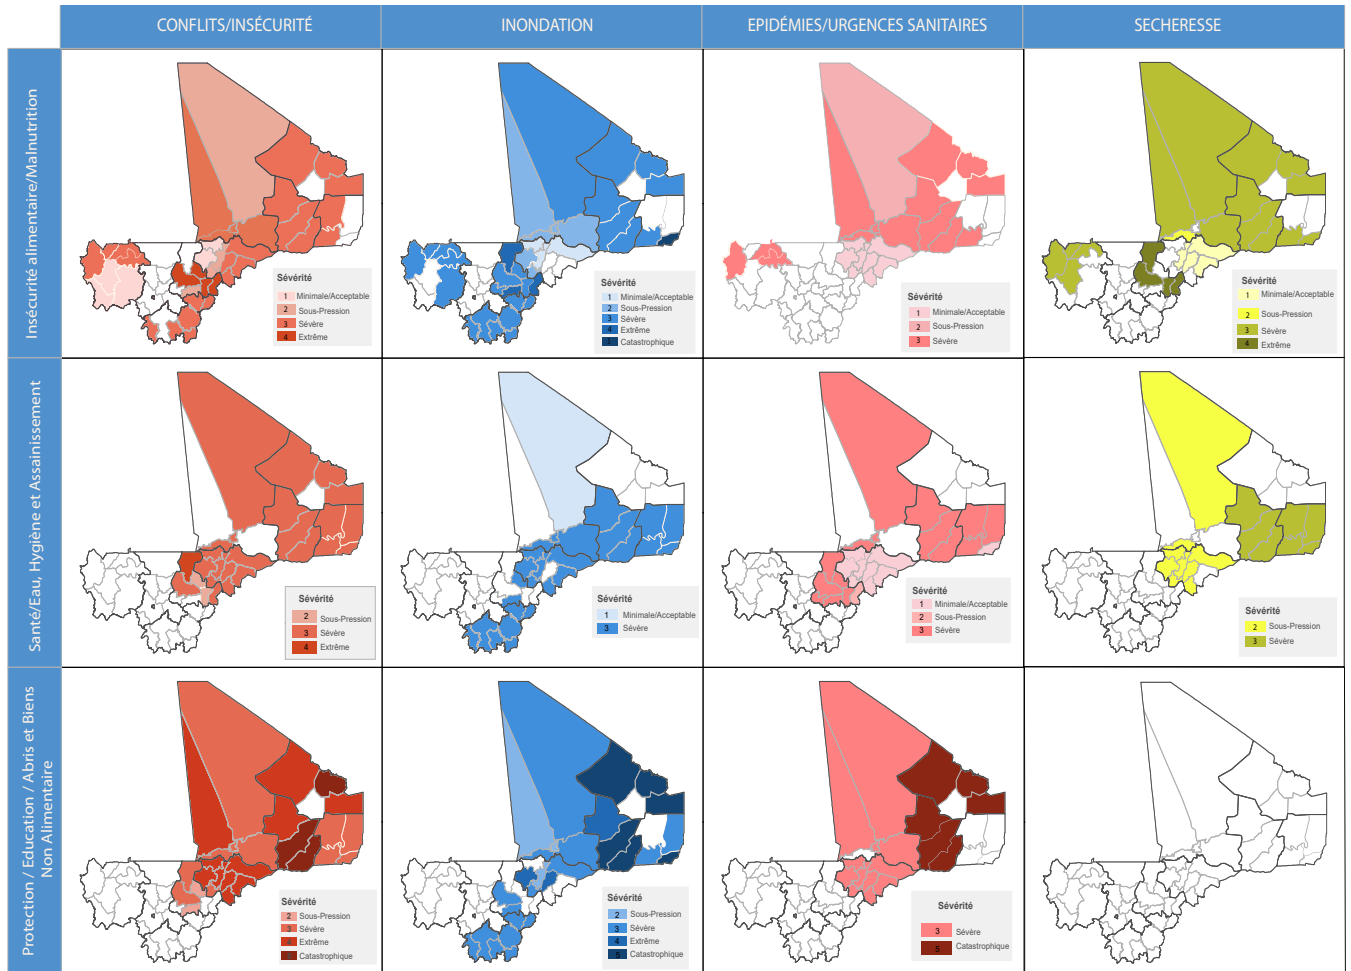 CONFLITS/INSÉCURITÉ
INONDATION
EPIDÉMIES/URGENCES SANITAIRES
SECHERESSE
Insécurité alimentaire/Malnutrition
Sévérité
1 Minimale/Acceptable
2 Sous-Pression
3 Sévère
4 Extrême
Sévérité
1 Minimale/Acceptable
2 Sous-Pression
3 Sévère
4 Extrême
Catastrophique
Sévérité
1 Minimale/Acceptable
2 Sous-Pression
3 Sévère
Sévérité
1 Minimale/Acceptable
2 Sous-Pression
3 Sévère
4 Extrême
Santé/Eau, Hygiène et Assainissement
Sévérité
2 Sous-Pression
3 Sévère
4 Extrême
Sévérité
1 Minimale/Acceptable
3 Sévère
Sévérité
1 Minimale/Acceptable
2 Sous-Pression
3 Sévère
Sévérité
2 Sous-Pression
3 Sévère
Protection / Education / Abris et Biens
Non Alimentaire
Sévérité
2 Sous-Pression
3 Sévère
Extrême
Catastrophique
Sévérité
2 Sous-Pression
3 Sévère
4 Extrême
5 Catastrophique
Sévérité
3 Sévère
5 Catastrophique